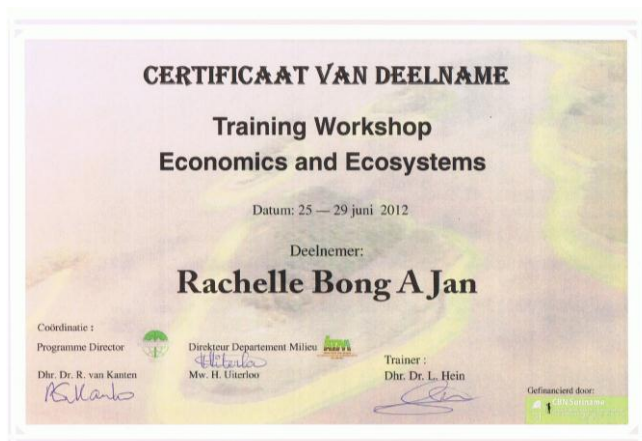 CERTIFICAAT VAN DEELNAME
Training Workshop
Economics and Ecosystems
Datum: 25 — 29 juni 2012
Deelnemer:
Rachelle Bong A Jan
Coördinatie :
Programme Director
Dhr. Dr. R. van Kanten
Direkteur Departement Milieu
Mw. H. Uiterloo
Trainer :
Dhr. Dr. L. Hein
Gefinancierd door:
CBN Suriname